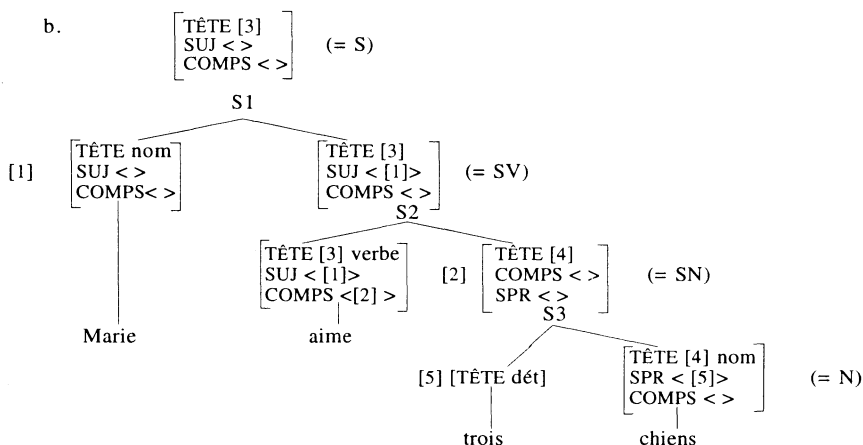 b.
TÊTE [3]
SUJ < >
COMPS < >
(= S)
S1
[1]
TÊTE nom
SUJ < >
COMPS< >
TÊTE [3]
SUJ < [1]>
COMPS < >
(= SV)
S2
TÊTE [3] verbe
SUJ < [1]>
COMPS <[2] >
[2]
TÊTE [4]
COMPS < >
SPR < >
(= SN)
S3
Marie
aime
[5] [TÊTE dét]
TÊTE [4] nom
SPR < [5]>
COMPS < >
(= N)
trois
chiens